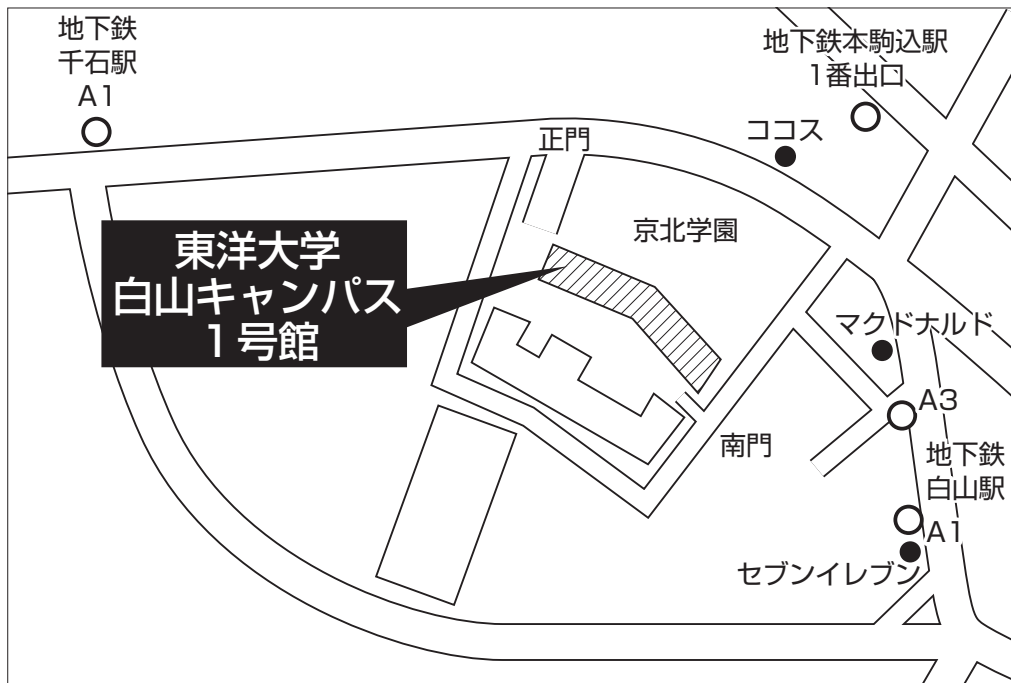 地下鉄
千石駅
A1
地下鉄本駒込駅
1番出口
ココス
正門
京北学園
東洋大学
白山キャンパス
1号館
マクドナルド
A3
南門
地下鉄
白山駅
A1
セブンイレブン